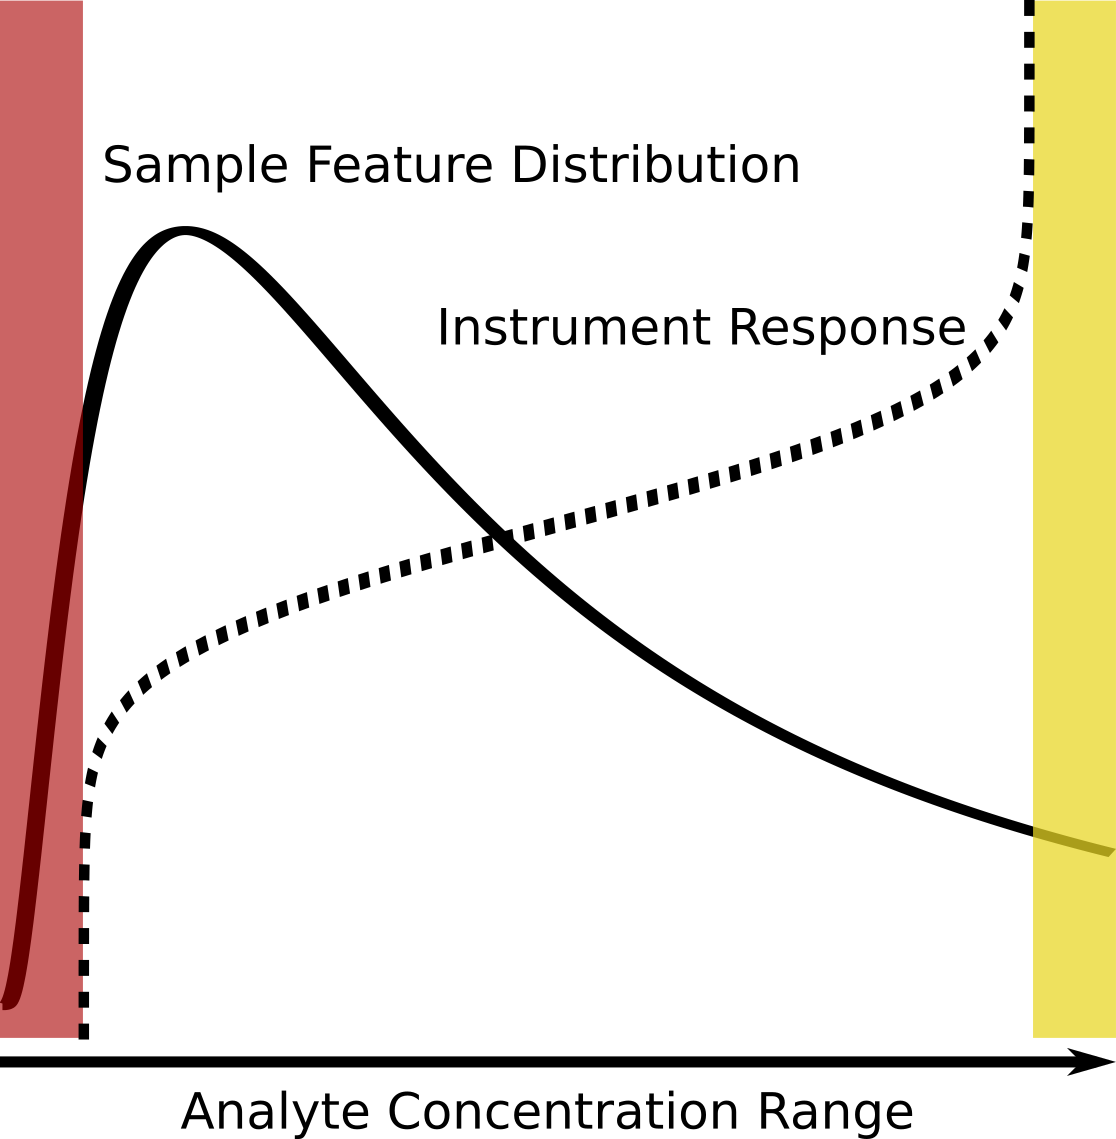 Sample Feature Distribution
Instrument Response
Analyte Concentration Range